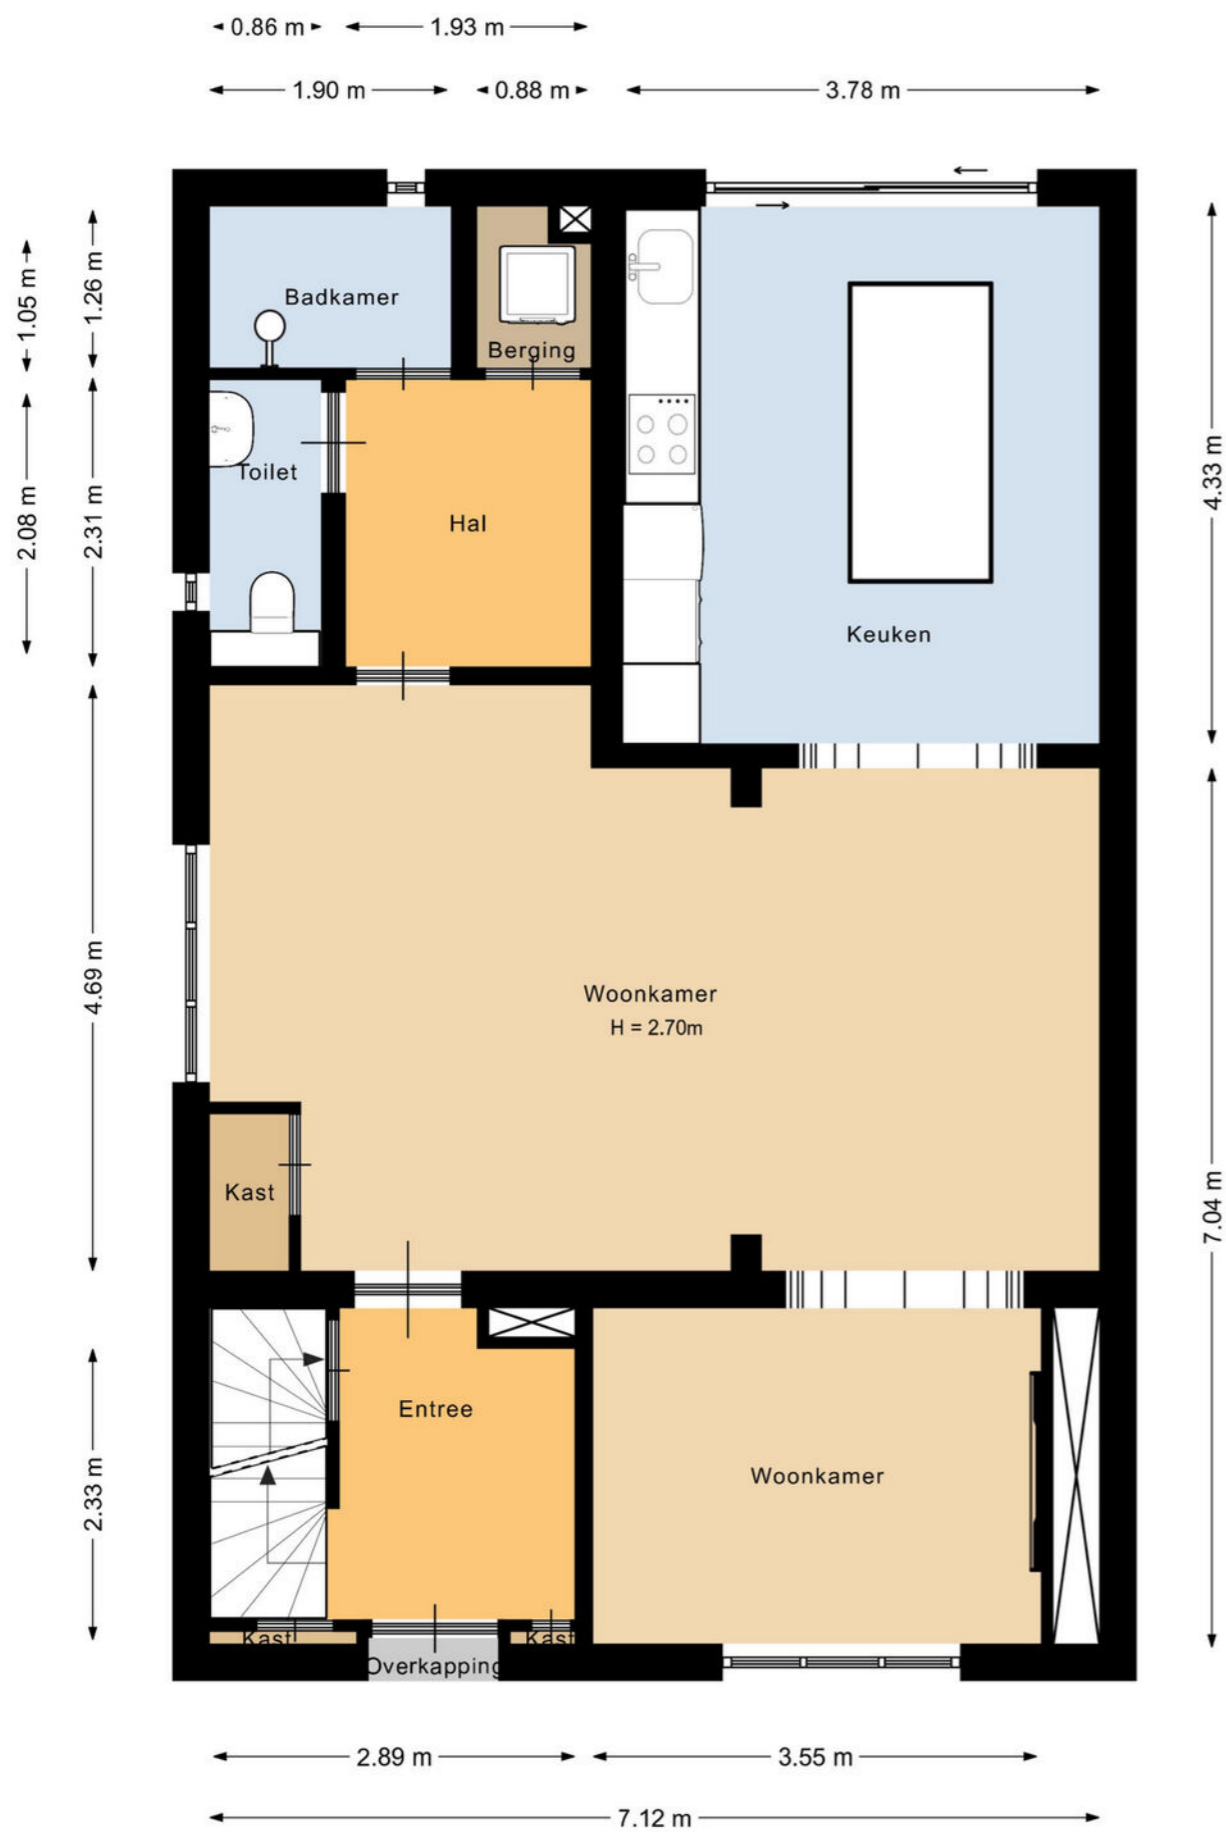 0.86 m
1.93 m
1.90 m
0.88 m
3.78 m
1.05 m
1.26 m
Badkamer
Berging
2.08 m
2.31 m
4.33 m
Toilet
Hal
Keuken
4.69 m
Woonkamer
H = 2.70m
Kast
7.04 m
Entree
Woonkamer
2.33 m
Kast
Kast
Overkapping
2.89 m
3.55 m
7.12 m